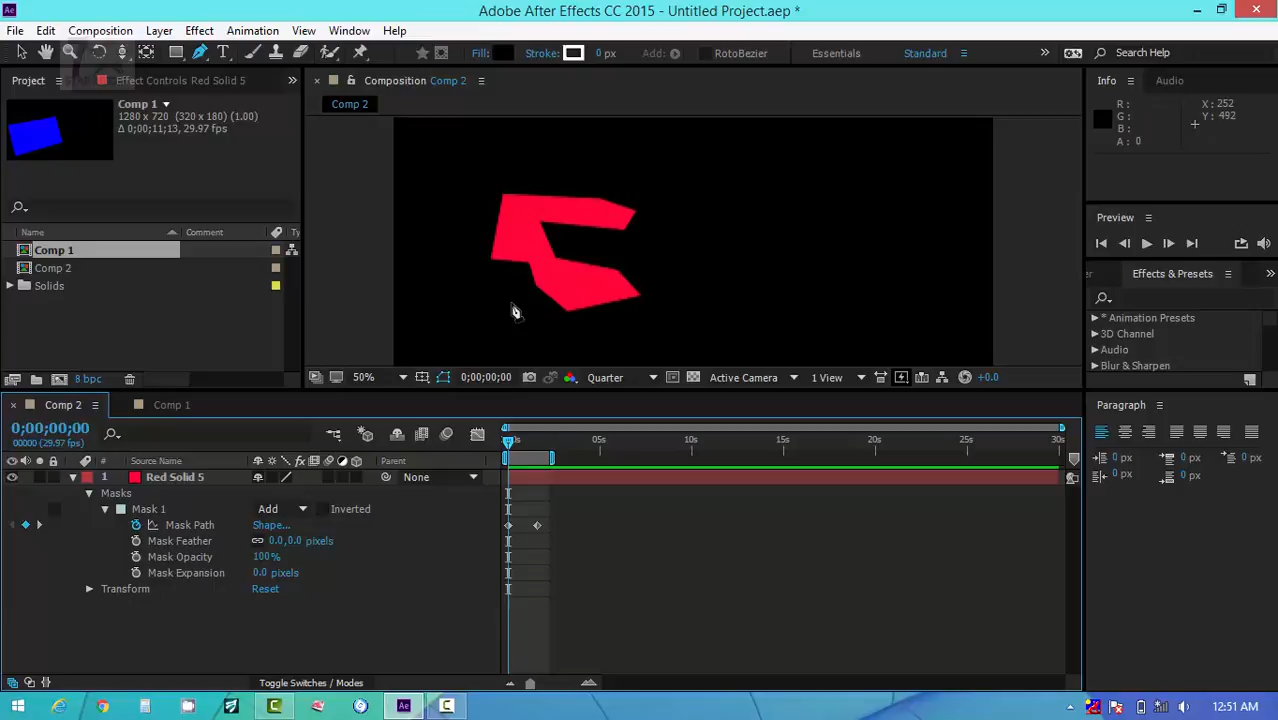 Adobe After Effects CC 2015 - Untitled Project.aep *
File Edit Composition Layer Effect Animation View Window Help
Fill: Stroke: 0 px Add: RotoBezier Essentials Standard Search Help
Project Effect Controls Red Solid 5
Composition Comp 2
Info Audio
Comp 1
1280 x 720 (320 x 180) (1.00)
Δ 0;00;11;13, 29.97 fps
Comp 2
R : X : 252
G : Y : 492
B :
A : 0
Preview
Name Comment Ty
Comp 1
Comp 2
Solids
er Effects & Presets
* Animation Presets
3D Channel
Audio
Blur & Sharpen
8 bpc
50% 0;00;00;00 Quarter Active Camera 1 View +0.0
Comp 2 Comp 1
Paragraph
0;00;00;00
00000 (29.97 fps)
0s 05s 10s 15s 20s 25s 30s
# Source Name Parent
0 px 0 px 0 px
0 px 0 px
1 Red Solid 5 None
Masks
Mask 1 Add Inverted
Mask Path Shape...
Mask Feather 0.0,0.0 pixels
Mask Opacity 100%
Mask Expansion 0.0 pixels
Transform Reset
Toggle Switches / Modes
12:51 AM